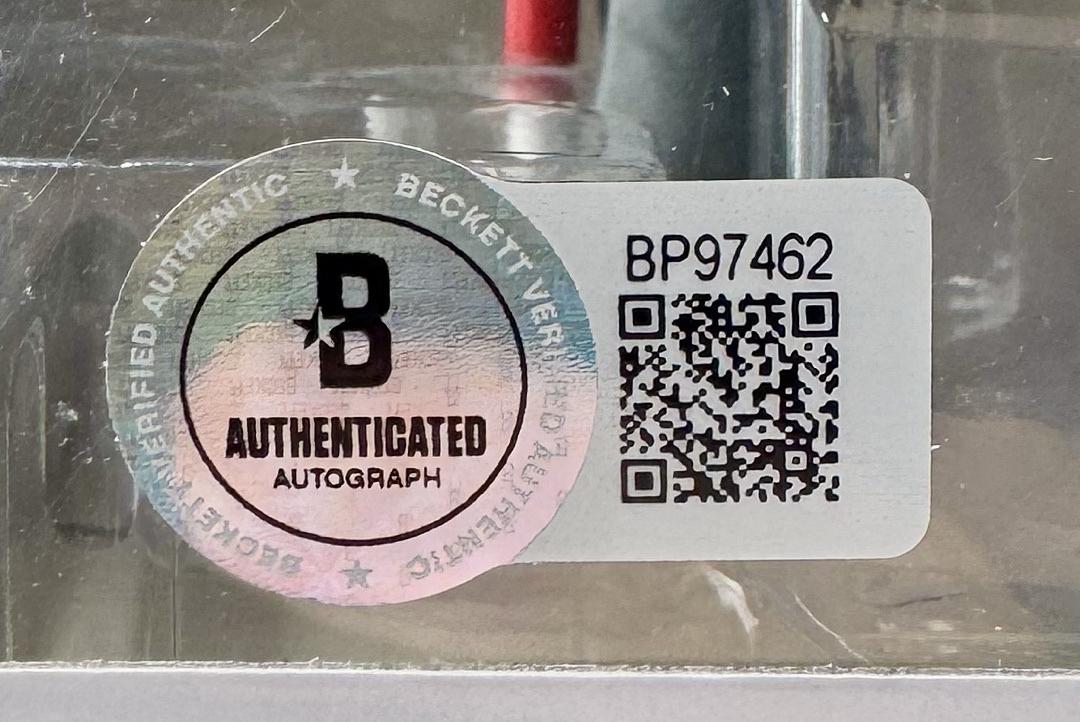 BECKETT VERIFIED AUTHENTIC ★ BECKETT VERIFIED AUTHENTIC ★
B
AUTHENTICATED
AUTOGRAPH
BP97462